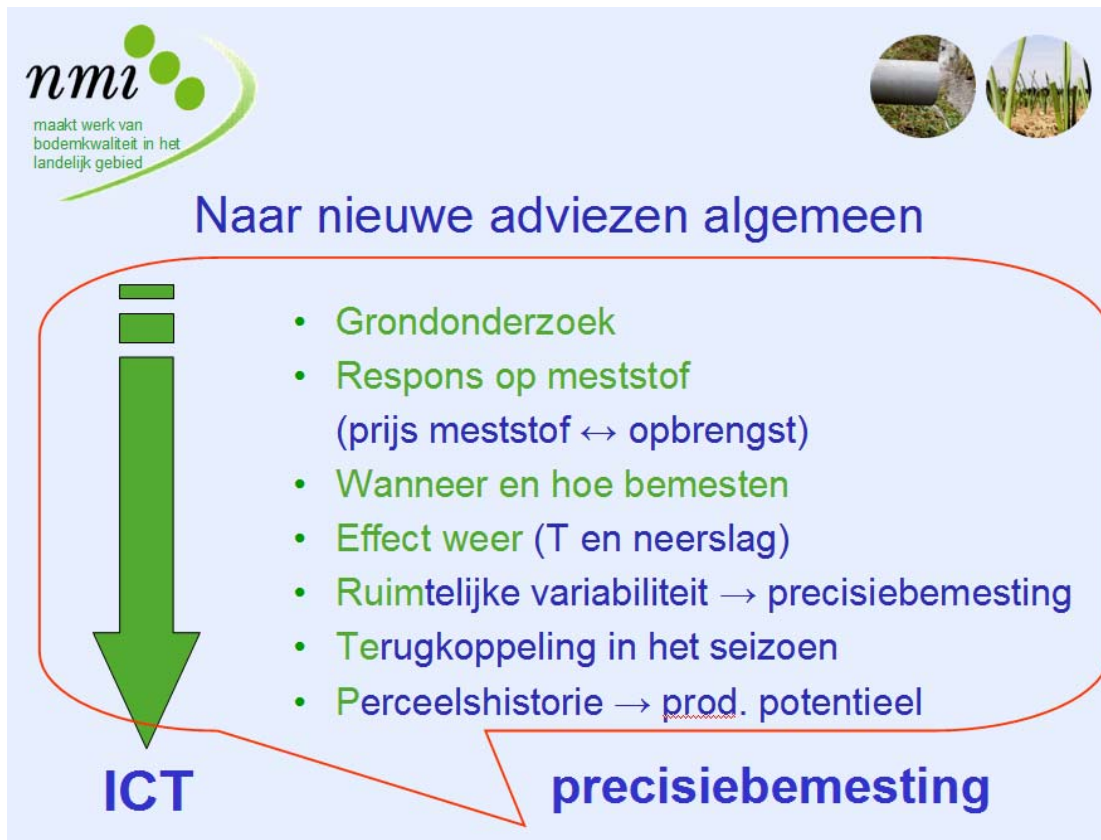 nmi
maakt werk van
bodemkwaliteit in het
landelijk gebied
Naar nieuwe adviezen algemeen
• Grondonderzoek
• Respons op meststof
(prijs meststof ↔ opbrengst)
• Wanneer en hoe bemesten
• Effect weer (T en neerslag)
• Ruimtelijke variabiliteit → precisiebemesting
• Terugkoppeling in het seizoen
• Perceelshistorie → prod. potentieel
ICT
precisiebemesting